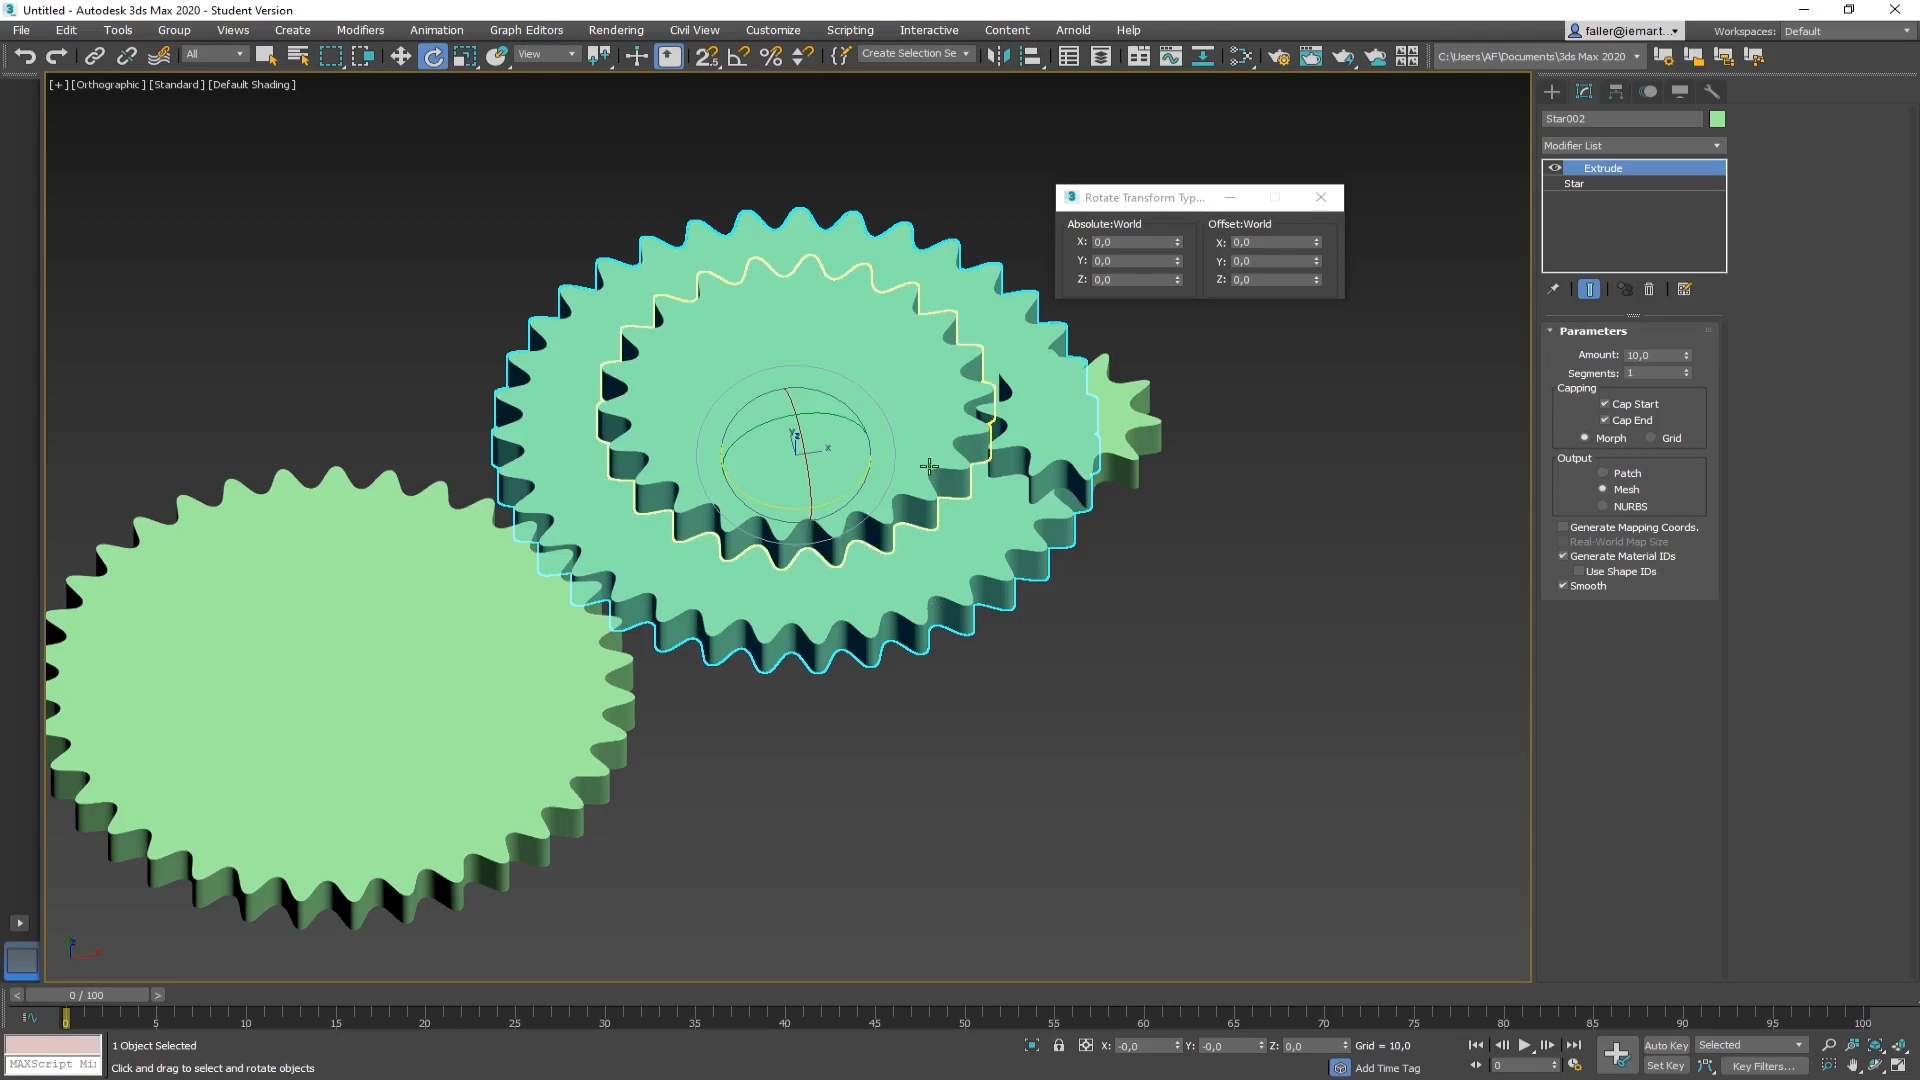 Untitled - Autodesk 3ds Max 2020 - Student Version
File Edit Tools Group Views Create Modifiers Animation Graph Editors Rendering Civil View Customize Scripting Interactive Content Arnold Help
faller@iemar.t...
Workspaces: Default
All
View
Create Selection Se
C:\Users\AF\Documents\3ds Max 2020
[+] [Orthographic] [Standard] [Default Shading]
Star002
Modifier List
Extrude
Star
Rotate Transform Typ...
Absolute:World Offset:World
X: 0,0 X: 0,0
Y: 0,0 Y: 0,0
Z: 0,0 Z: 0,0
Parameters
Amount: 10,0
Segments: 1
Capping
Cap Start
Cap End
Morph Grid
Output
Patch
Mesh
NURBS
Generate Mapping Coords.
Real-World Map Size
Generate Material IDs
Use Shape IDs
Smooth
x
0 / 100
0 5 10 15 20 25 30 35 40 45 50 55 60 65 70 75 80 85 90 95 100
1 Object Selected
X: -0,0 Y: -0,0 Z: 0,0 Grid = 10,0
Auto Key Selected
MAXScript Mi
Click and drag to select and rotate objects
Add Time Tag
0
Set Key
Key Filters...